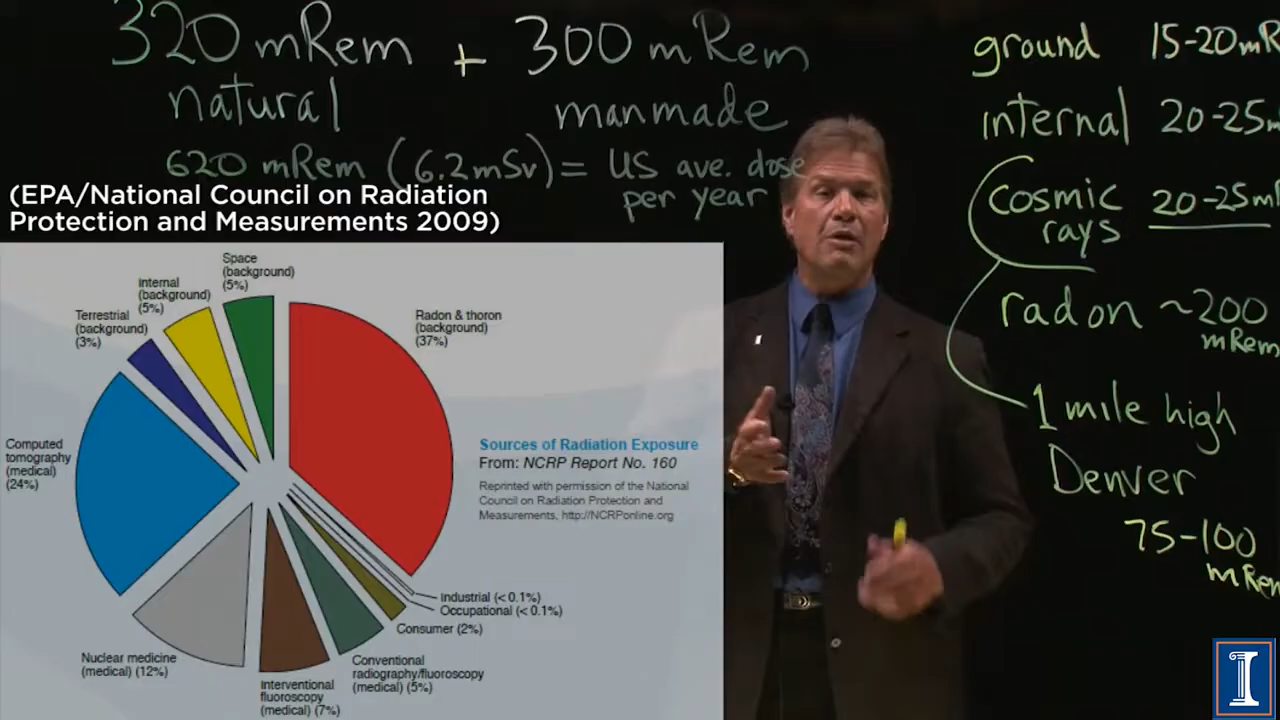 320 mRem + 300 mRem
natural manmade
620 mRem (6.2mSv) = US ave. dose
per year
(EPA/National Council on Radiation
Protection and Measurements 2009)
Space
(background)
(5%)
Internal
(background)
(5%)
Terrestrial
(background)
(3%)
Radon & thoron
(background)
(37%)
Computed
tomography
(medical)
(24%)
Sources of Radiation Exposure
From: NCRP Report No. 160
Reprinted with permission of the National
Council on Radiation Protection and
Measurements, http://NCRPonline.org
Industrial (< 0.1%)
Occupational (< 0.1%)
Consumer (2%)
Conventional
radiography/fluoroscopy
(medical) (5%)
Interventional
fluoroscopy
(medical) (7%)
Nuclear medicine
(medical) (12%)
ground 15-20mR
internal 20-25m
cosmic 20-25mR
rays
radon ~200
mRem
1 mile high
Denver
75-100
mRem
I